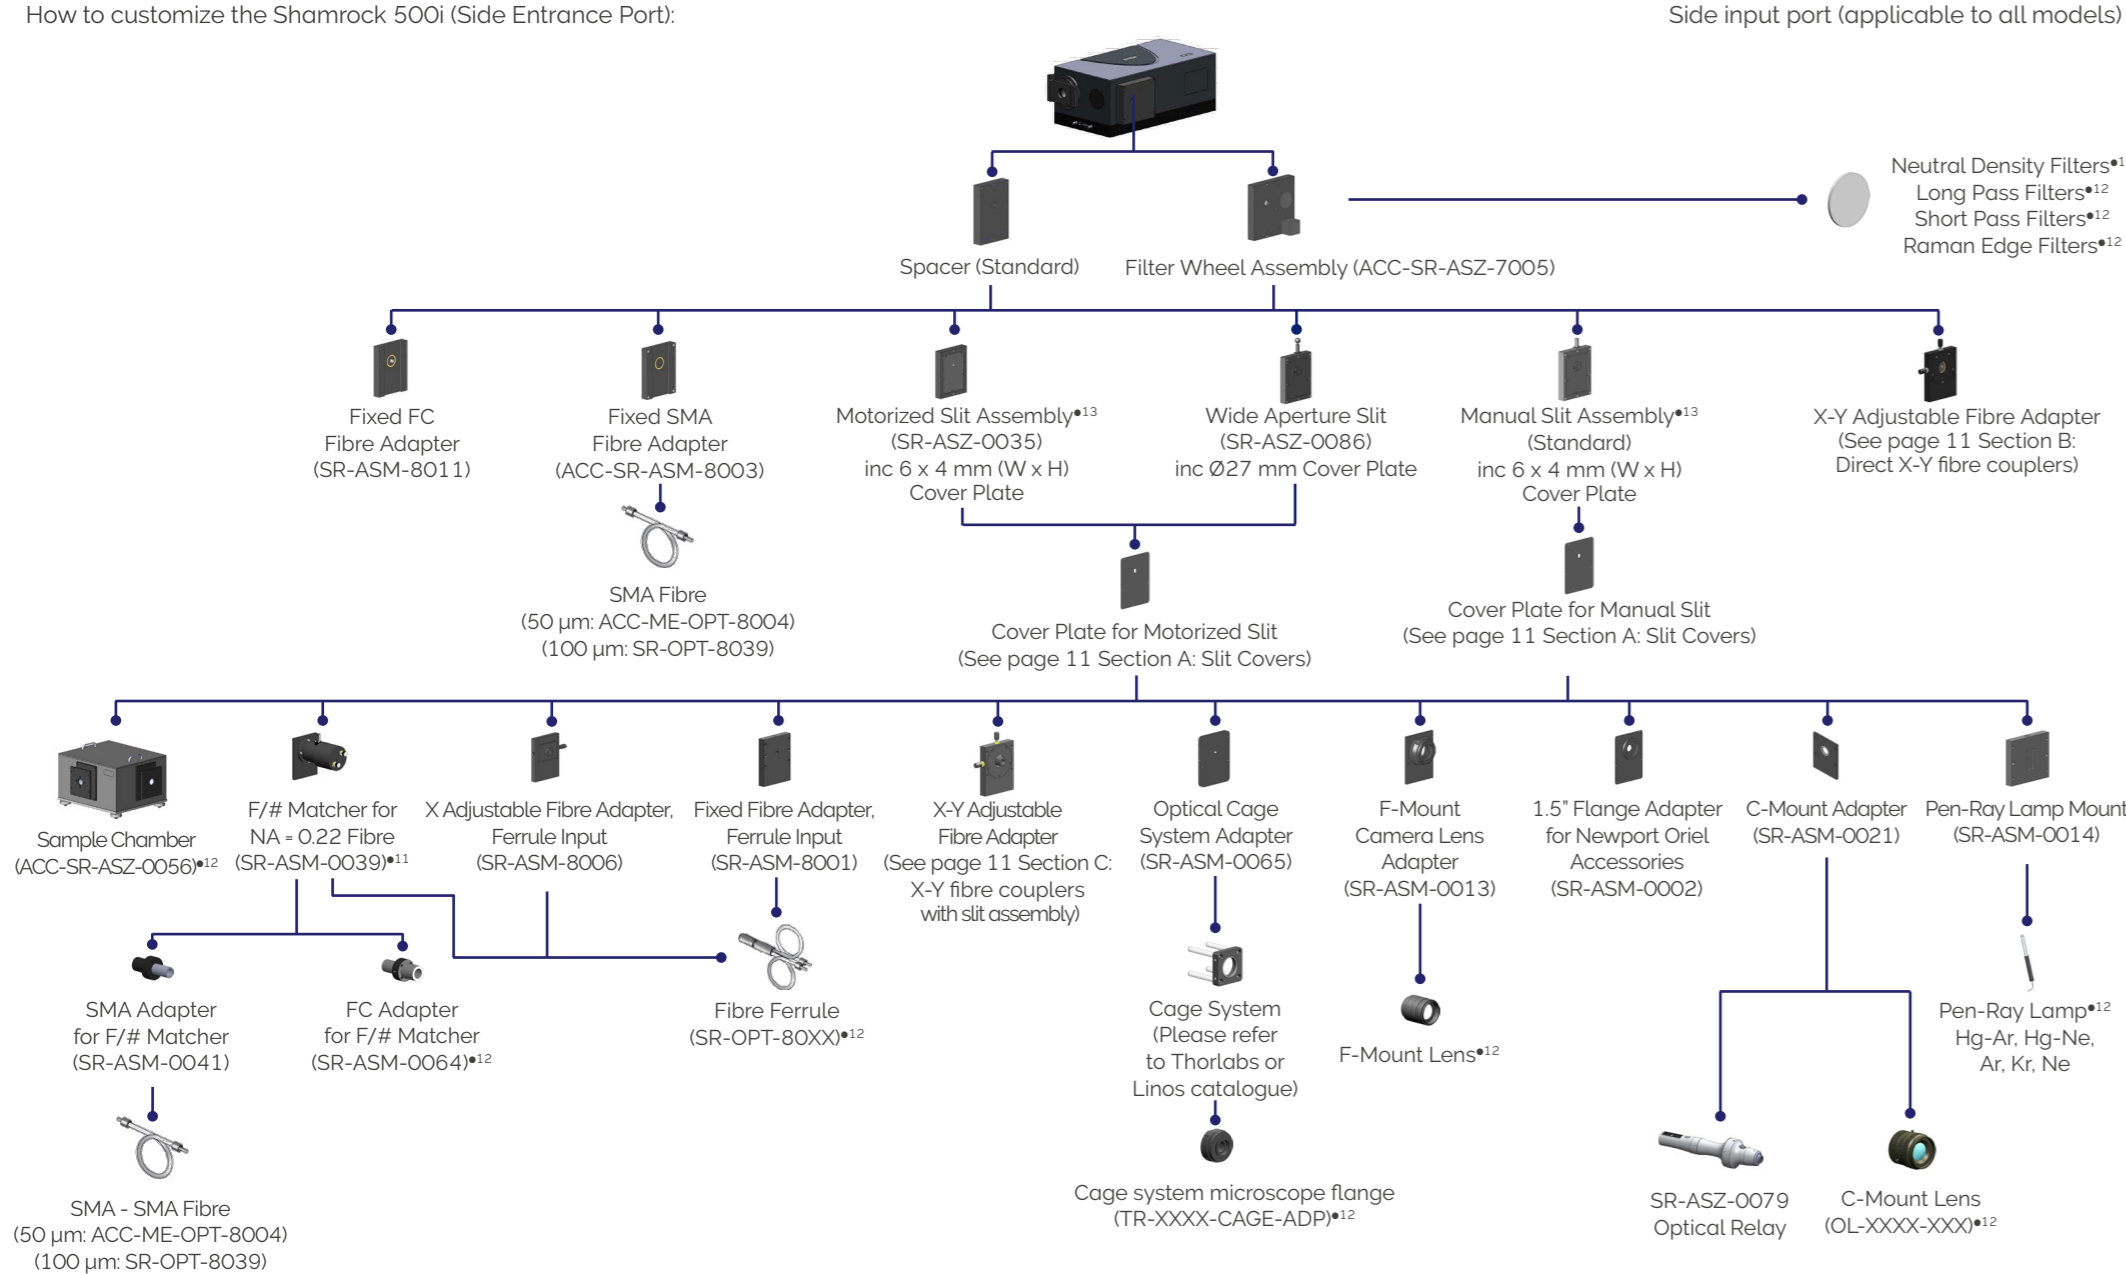 How to customize the Shamrock 500i (Side Entrance Port):
Side input port (applicable to all models)
Neutral Density Filters•1
Long Pass Filters•12
Short Pass Filters•12
Raman Edge Filters•12
Spacer (Standard)
Filter Wheel Assembly (ACC-SR-ASZ-7005)
Fixed FC
Fibre Adapter
(SR-ASM-8011)
Fixed SMA
Fibre Adapter
(ACC-SR-ASM-8003)
Motorized Slit Assembly•13
(SR-ASZ-0035)
inc 6 x 4 mm (W x H)
Cover Plate
Wide Aperture Slit
(SR-ASZ-0086)
inc Ø27 mm Cover Plate
Manual Slit Assembly•13
(Standard)
inc 6 x 4 mm (W x H)
Cover Plate
X-Y Adjustable Fibre Adapter
(See page 11 Section B:
Direct X-Y fibre couplers)
SMA Fibre
(50 µm: ACC-ME-OPT-8004)
(100 µm: SR-OPT-8039)
Cover Plate for Motorized Slit
(See page 11 Section A: Slit Covers)
Cover Plate for Manual Slit
(See page 11 Section A: Slit Covers)
Sample Chamber
(ACC-SR-ASZ-0056)•12
F/# Matcher for
NA = 0.22 Fibre
(SR-ASM-0039)•11
X Adjustable Fibre Adapter,
Ferrule Input
(SR-ASM-8006)
Fixed Fibre Adapter,
Ferrule Input
(SR-ASM-8001)
X-Y Adjustable
Fibre Adapter
(See page 11 Section C:
X-Y fibre couplers
with slit assembly)
Optical Cage
System Adapter
(SR-ASM-0065)
F-Mount
Camera Lens
Adapter
(SR-ASM-0013)
1.5" Flange Adapter
for Newport Oriel
Accessories
(SR-ASM-0002)
C-Mount Adapter
(SR-ASM-0021)
Pen-Ray Lamp Mount
(SR-ASM-0014)
SMA Adapter
for F/# Matcher
(SR-ASM-0041)
FC Adapter
for F/# Matcher
(SR-ASM-0064)•12
Fibre Ferrule
(SR-OPT-80XX)•12
Cage System
(Please refer
to Thorlabs or
Linos catalogue)
F-Mount Lens•12
Pen-Ray Lamp•12
Hg-Ar, Hg-Ne,
Ar, Kr, Ne
SMA - SMA Fibre
(50 µm: ACC-ME-OPT-8004)
(100 µm: SR-OPT-8039)
Cage system microscope flange
(TR-XXXX-CAGE-ADP)•12
SR-ASZ-0079
Optical Relay
C-Mount Lens
(OL-XXXX-XXX)•12